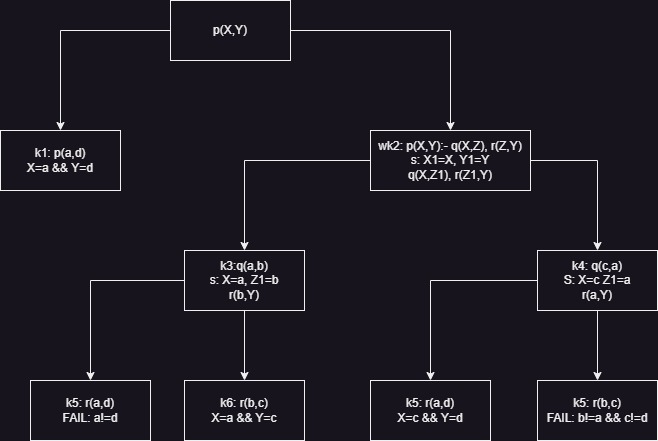 p(X,Y)
k1: p(a,d)
X=a && Y=d
wk2: p(X,Y):- q(X,Z), r(Z,Y)
s: X1=X, Y1=Y
q(X,Z1), r(Z1,Y)
k3:q(a,b)
s: X=a, Z1=b
r(b,Y)
k4: q(c,a)
S: X=c Z1=a
r(a,Y)
k5: r(a,d)
FAIL: a!=d
k6: r(b,c)
X=a && Y=c
k5: r(a,d)
X=c && Y=d
k5: r(b,c)
FAIL: b!=a && c!=d